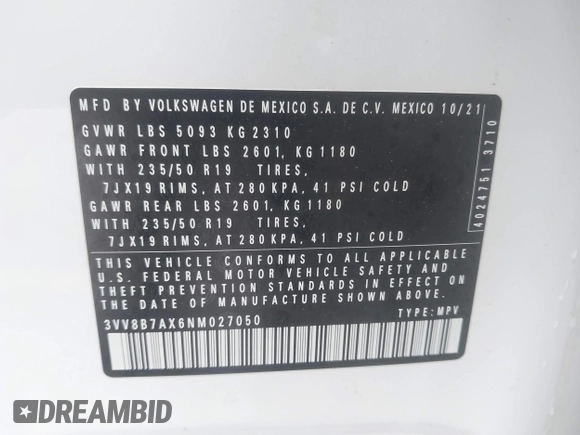 MFD BY VOLKSWAGEN DE MEXICO S.A. DE C.V. MEXICO 10/21
GVWR LBS 5093 KG 2310
GAWR FRONT LBS 2601, KG 1180
WITH 235/50 R19 TIRES,
7JX19 RIMS, AT 280 KPA, 41 PSI COLD
GAWR REAR LBS 2601, KG 1180
WITH 235/50 R19 TIRES,
7JX19 RIMS, AT 280 KPA, 41 PSI COLD
THIS VEHICLE CONFORMS TO ALL APPLICABLE
U.S. FEDERAL MOTOR VEHICLE SAFETY AND
THEFT PREVENTION STANDARDS IN EFFECT ON
THE DATE OF MANUFACTURE SHOWN ABOVE.
3VV8B7AX6NM027050 TYPE: MPV
4024751 3710
DREAMBID